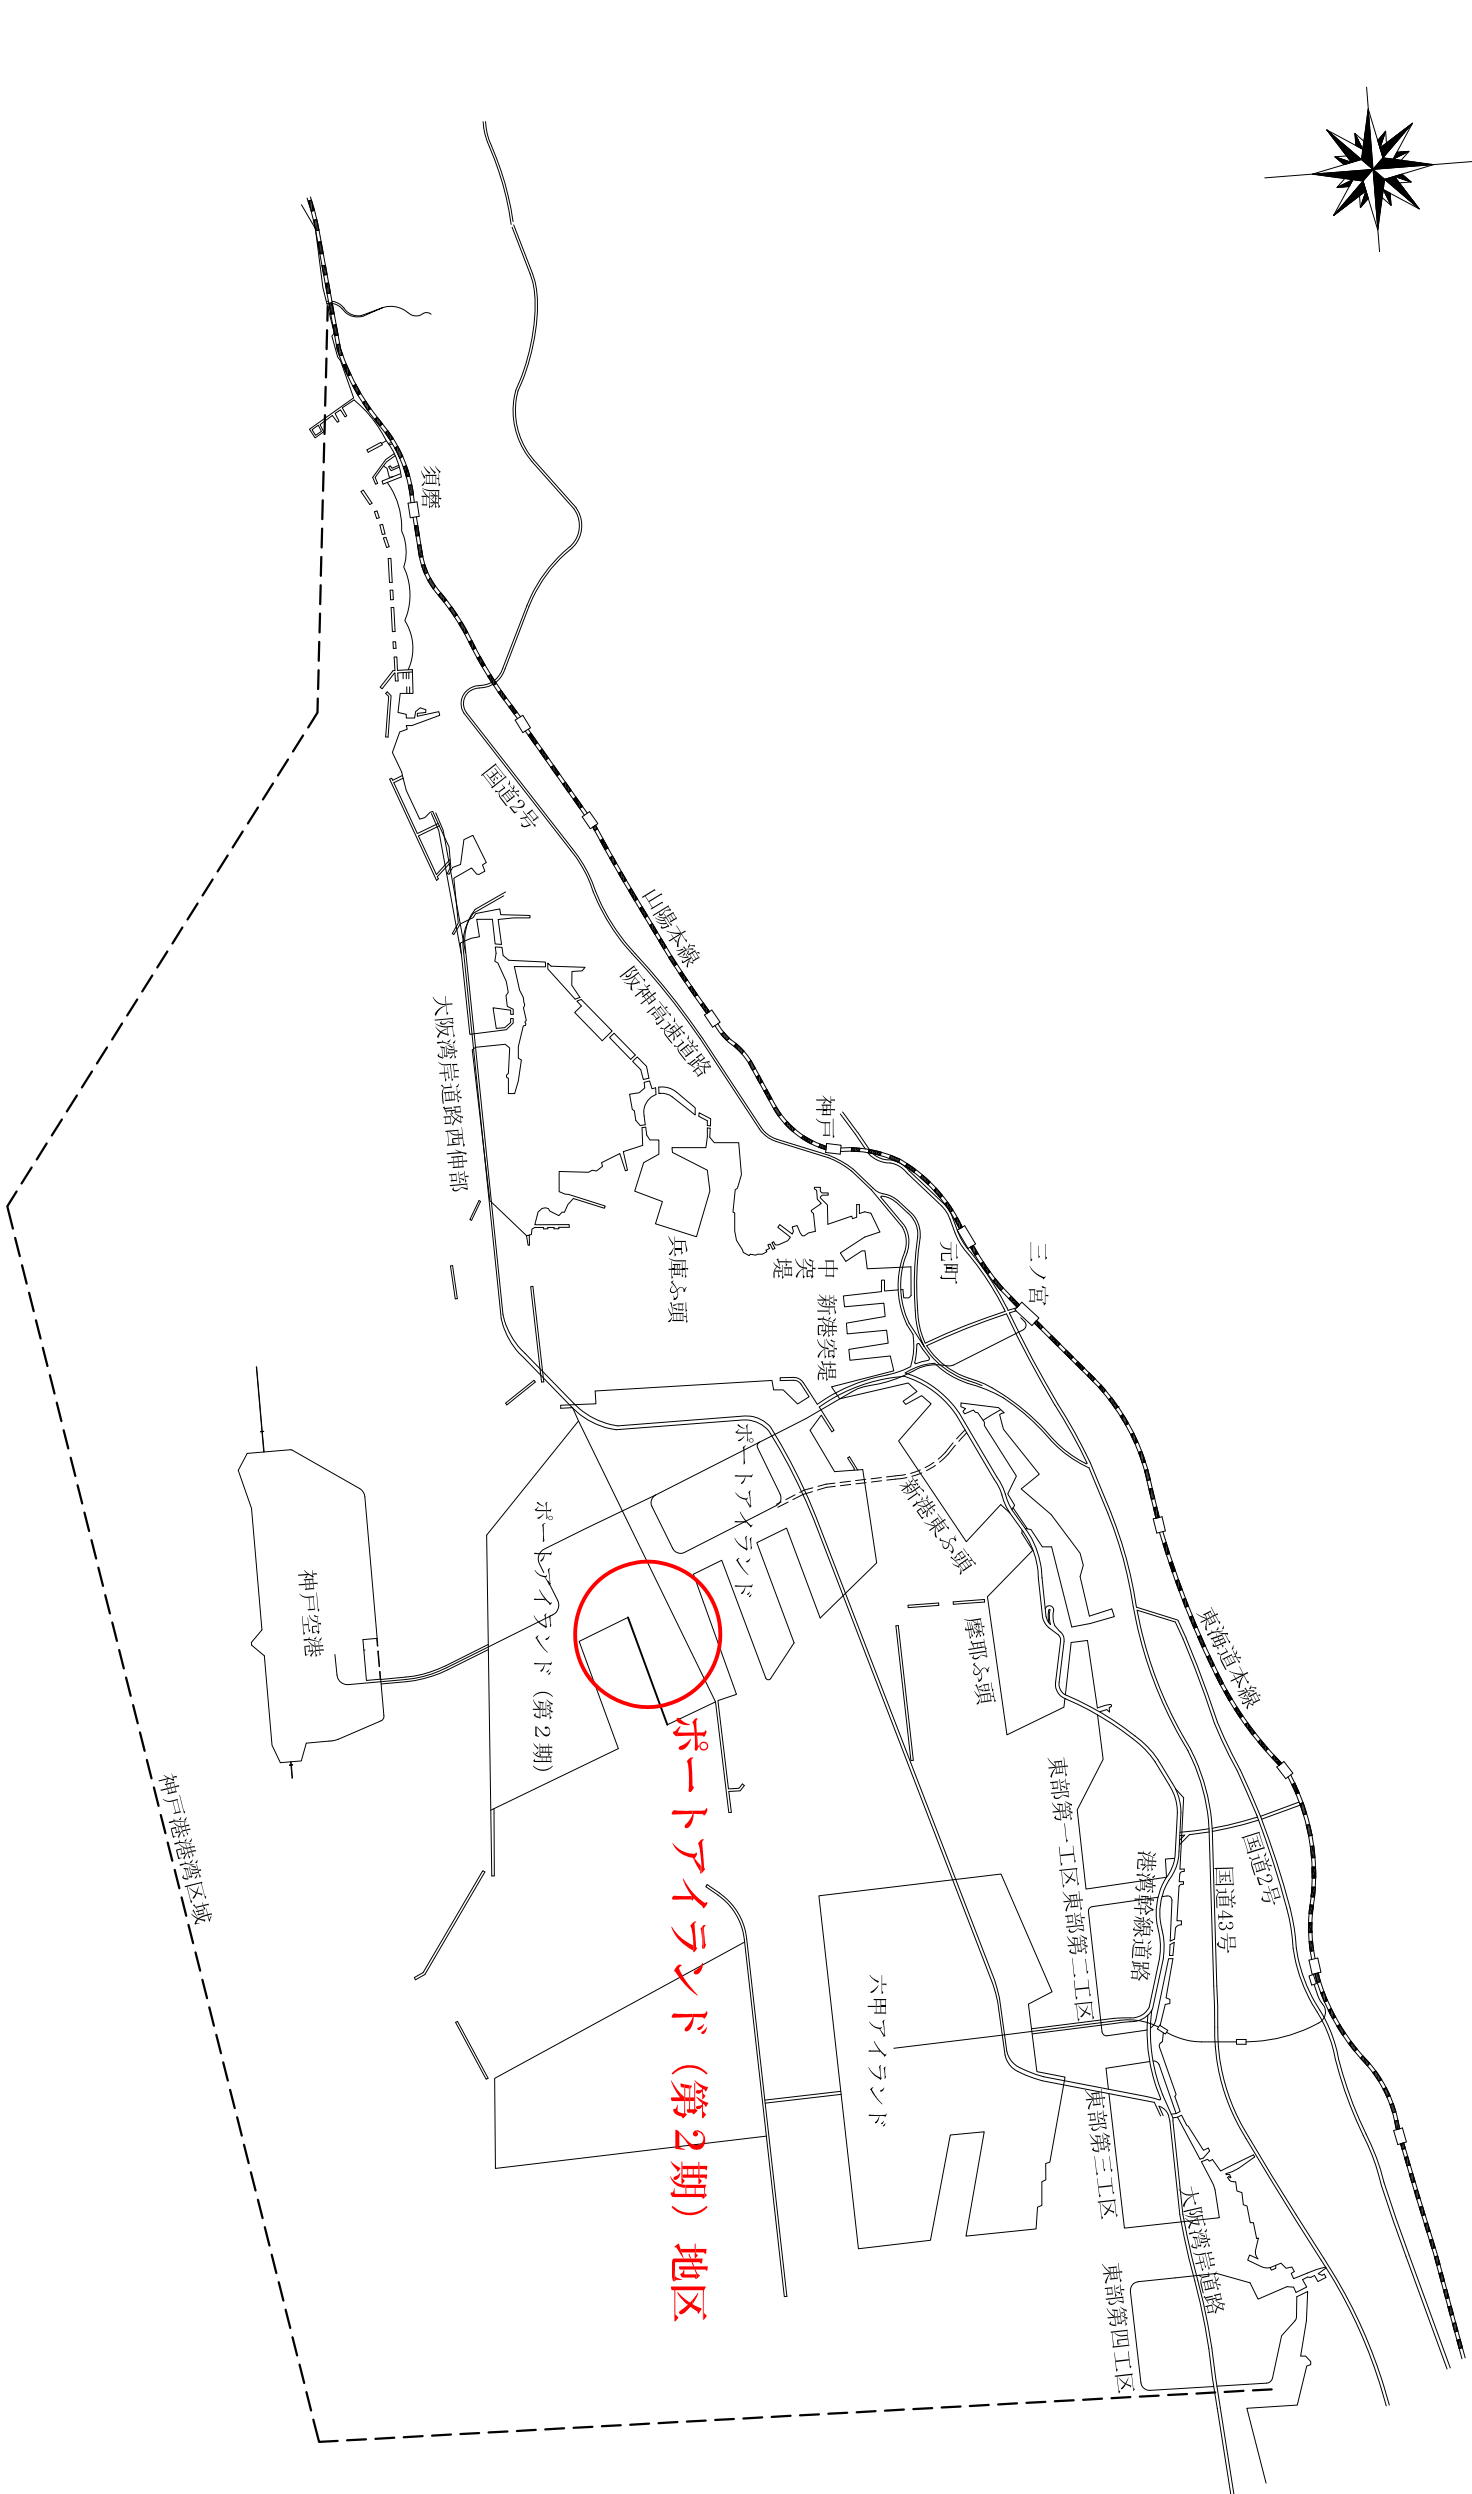 須磨
国道2号
山陽本線
阪神高速道路
大阪湾岸道路西伸部
神戸
元町
三ノ宮
兵庫ふ頭
中突堤
新港突堤
ポートアイランド
新港東ふ頭
摩耶ふ頭
東海道本線
ポートアイランド（第２期）
神戸空港
神戸港港湾区域
ポートアイランド（第２期）地区
東部第一工区
東部第二工区
港湾幹線道路
国道43号
国道2号
六甲アイランド
東部第三工区
大阪湾岸道路
東部第四工区